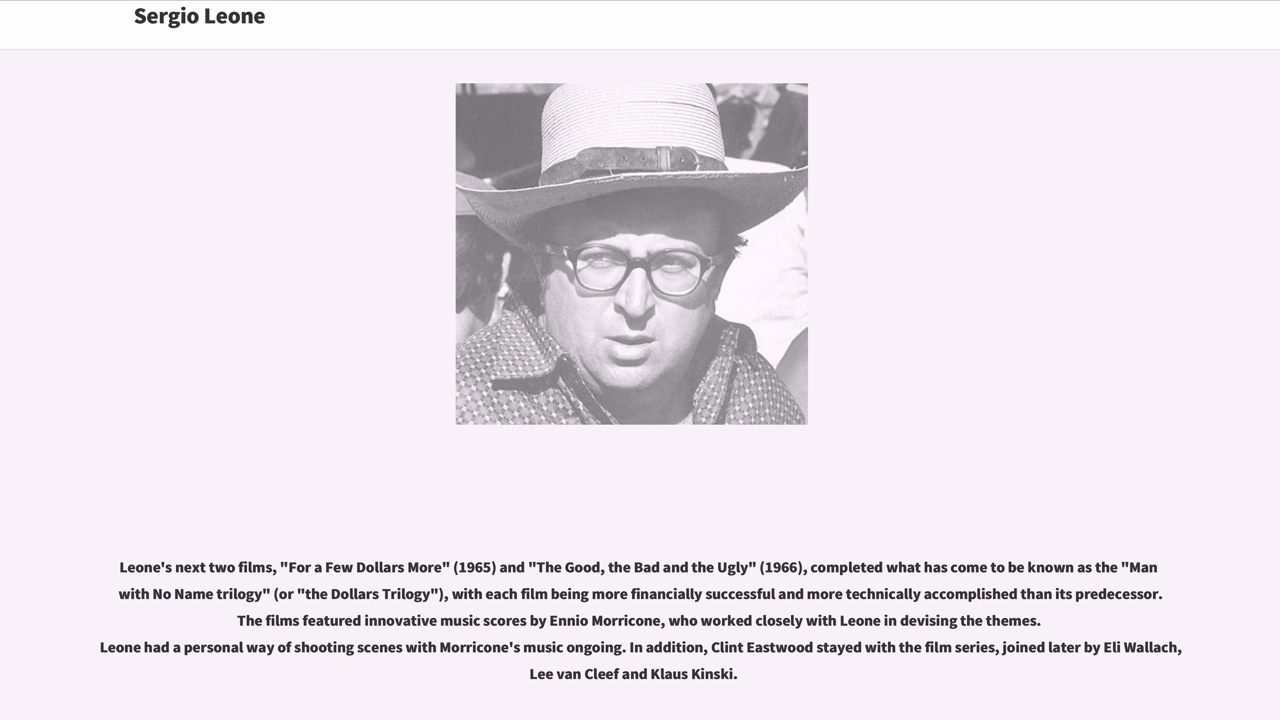 Sergio Leone
Leone's next two films, "For a Few Dollars More" (1965) and "The Good, the Bad and the Ugly" (1966), completed what has come to be known as the "Man
with No Name trilogy" (or "the Dollars Trilogy"), with each film being more financially successful and more technically accomplished than its predecessor.
The films featured innovative music scores by Ennio Morricone, who worked closely with Leone in devising the themes.
Leone had a personal way of shooting scenes with Morricone's music ongoing. In addition, Clint Eastwood stayed with the film series, joined later by Eli Wallach,
Lee van Cleef and Klaus Kinski.